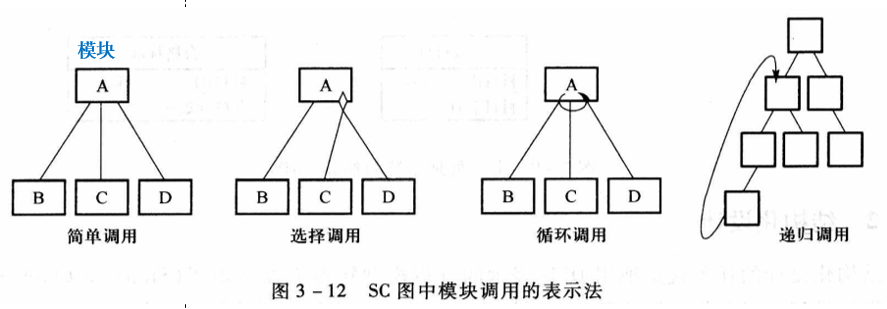 模块
A
B C D
简单调用
A
B C D
选择调用
A
B C D
循环调用
递归调用
图 3-12 SC 图中模块调用的表示法